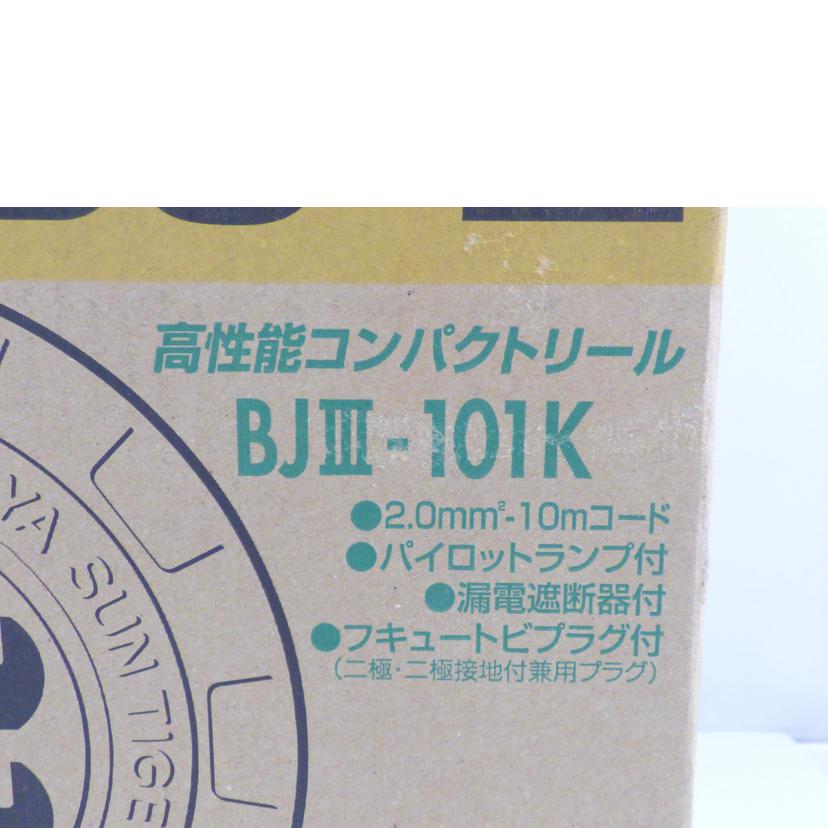 高性能コンパクトリール
BJⅢ-101K
●2.0mm²-10mコード
●パイロットランプ付
●漏電遮断器付
●フキュートビプラグ付
(二極・二極接地付兼用プラグ)
YA SUN TIGE